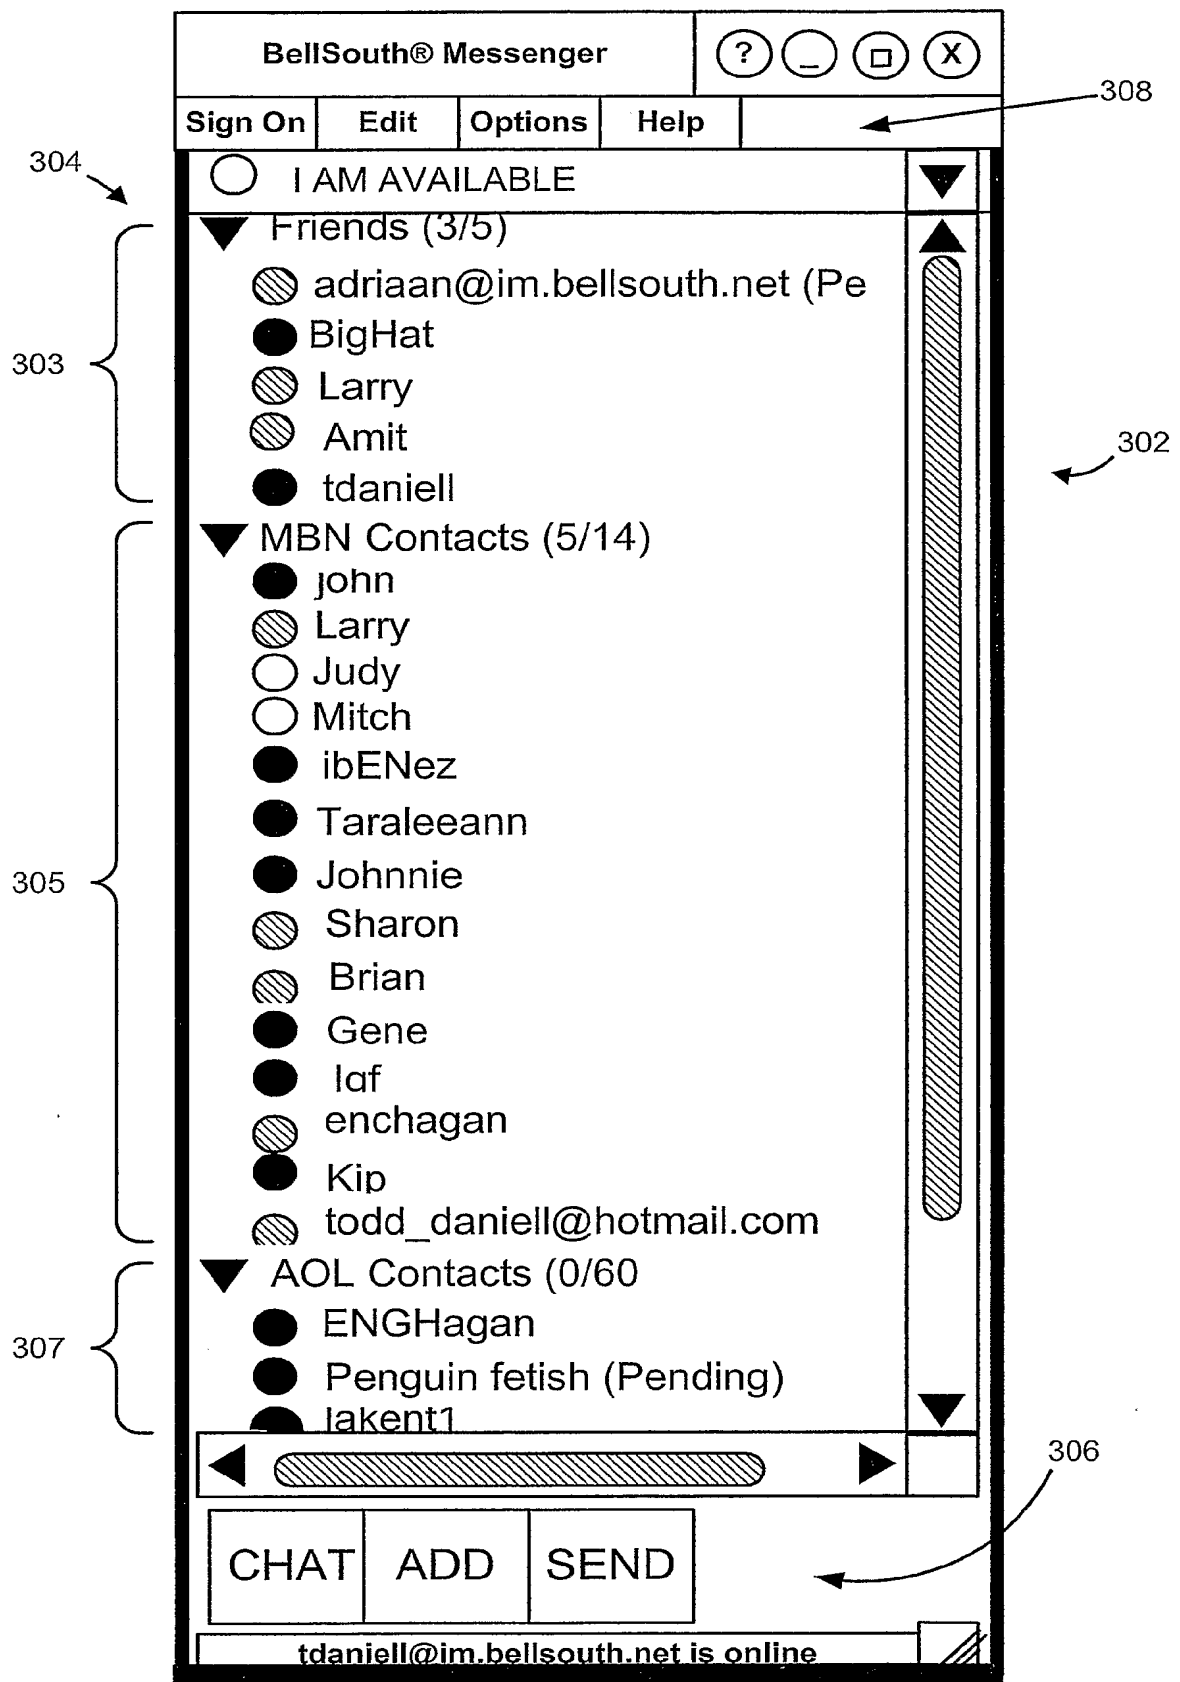 BellSouth® Messenger ? _ X
308
Sign On Edit Options Help
304
I AM AVAILABLE
Friends (3/5)
adriaan@im.bellsouth.net (Pe
BigHat
303
Larry
Amit
302
tdaniell
MBN Contacts (5/14)
john
Larry
Judy
Mitch
ibENez
Taraleeann
305
Johnnie
Sharon
Brian
Gene
enchagan
Kip
todd_daniell@hotmail.com
AOL Contacts (0/60
ENGHagan
307
Penguin fetish (Pending)
lakent1
306
CHAT ADD SEND
tdaniell@im.bellsouth.net is online